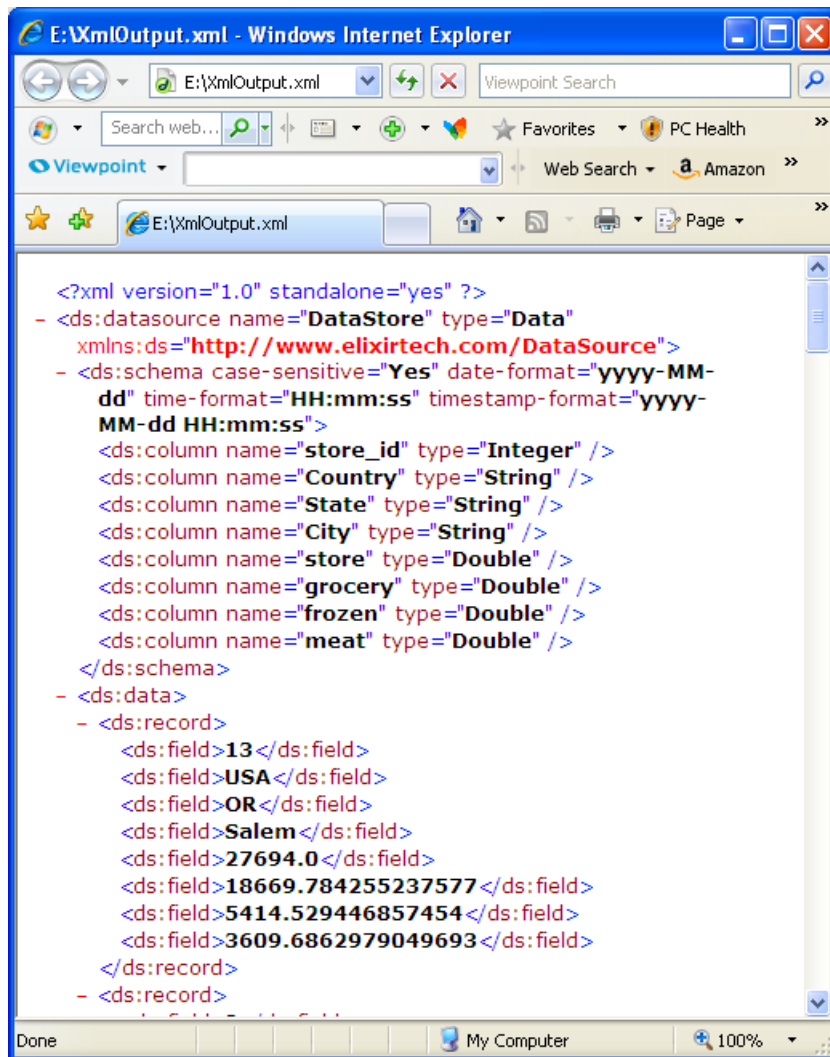 E:\XmlOutput.xml - Windows Internet Explorer
E:\XmlOutput.xml
Viewpoint Search
Search web...
Favorites
PC Health
»
Viewpoint
Web Search
a Amazon
»
E:\XmlOutput.xml
Page
»
<?xml version="1.0" standalone="yes" ?>
- <ds:datasource name="DataStore" type="Data"
xmlns:ds="http://www.elixirtech.com/DataSource">
- <ds:schema case-sensitive="Yes" date-format="yyyy-MM-
dd" time-format="HH:mm:ss" timestamp-format="yyyy-
MM-dd HH:mm:ss">
<ds:column name="store_id" type="Integer" />
<ds:column name="Country" type="String" />
<ds:column name="State" type="String" />
<ds:column name="City" type="String" />
<ds:column name="store" type="Double" />
<ds:column name="grocery" type="Double" />
<ds:column name="frozen" type="Double" />
<ds:column name="meat" type="Double" />
</ds:schema>
- <ds:data>
- <ds:record>
<ds:field>13</ds:field>
<ds:field>USA</ds:field>
<ds:field>OR</ds:field>
<ds:field>Salem</ds:field>
<ds:field>27694.0</ds:field>
<ds:field>18669.784255237577</ds:field>
<ds:field>5414.529446857454</ds:field>
<ds:field>3609.6862979049693</ds:field>
</ds:record>
- <ds:record>
Done
My Computer
100%